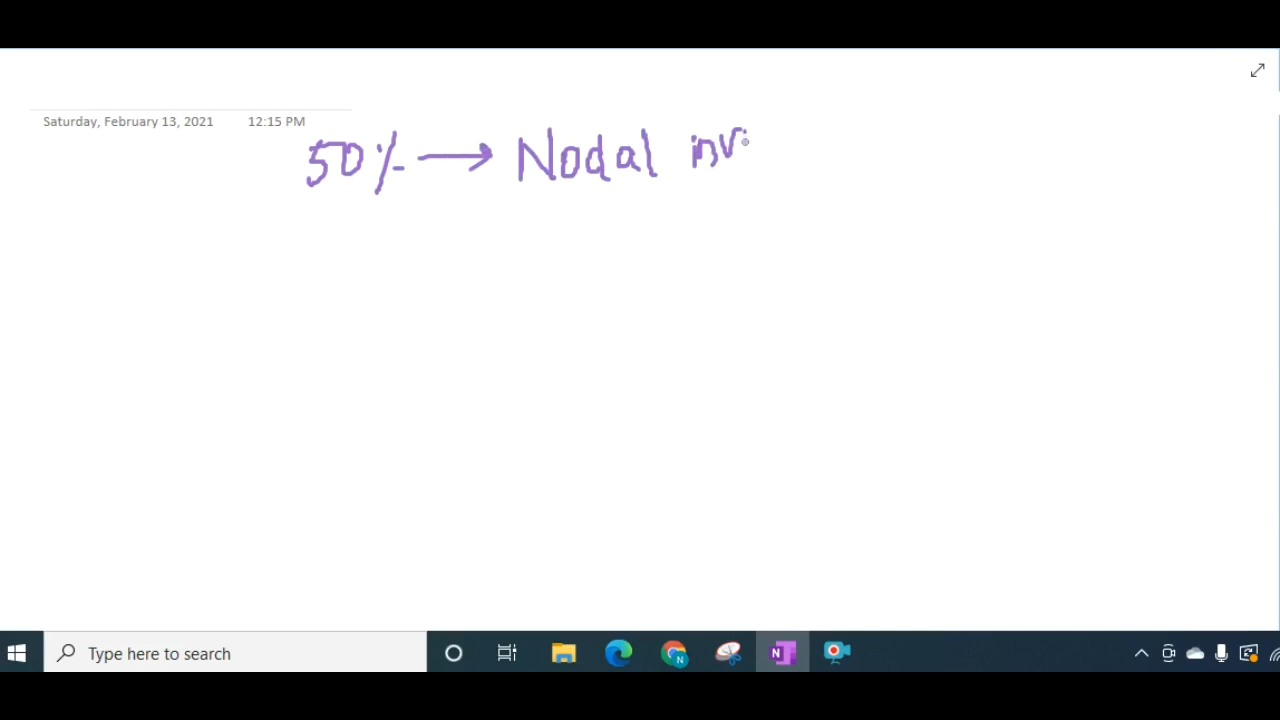 Saturday, February 13, 2021 12:15 PM
50% → Nodal inv
Type here to search